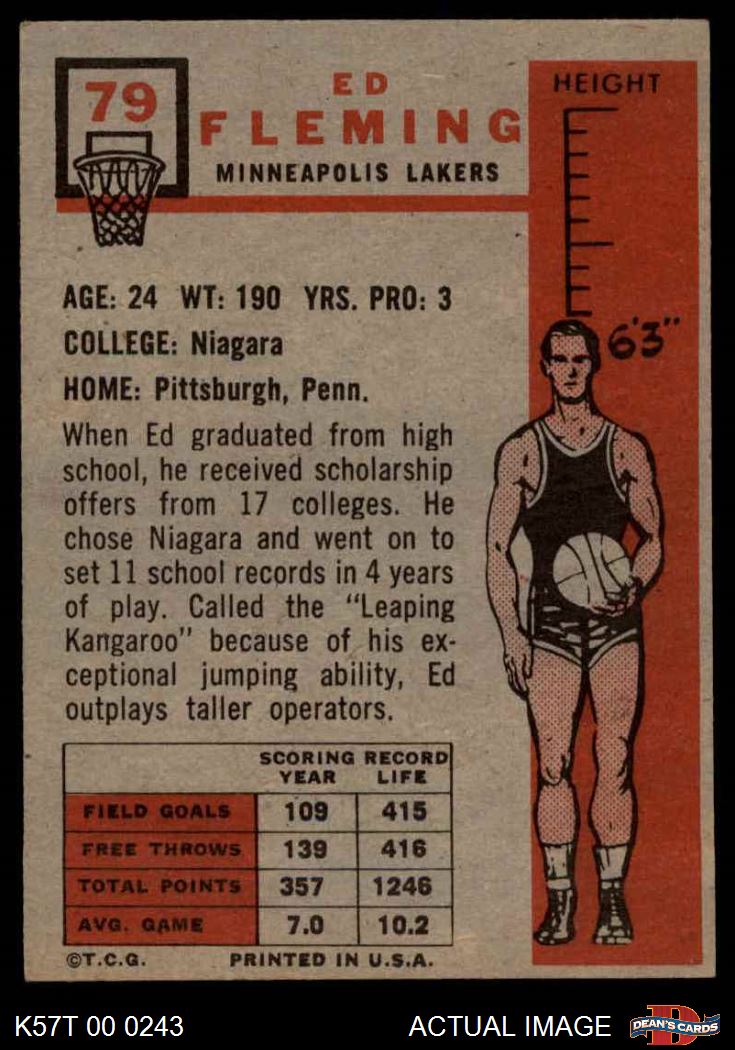 79
ED
FLEMING
MINNEAPOLIS LAKERS
HEIGHT
6'3"
AGE: 24 WT: 190 YRS. PRO: 3
COLLEGE: Niagara
HOME: Pittsburgh, Penn.
When Ed graduated from high
school, he received scholarship
offers from 17 colleges. He
chose Niagara and went on to
set 11 school records in 4 years
of play. Called the "Leaping
Kangaroo" because of his ex-
ceptional jumping ability, Ed
outplays taller operators.
SCORING RECORD
YEAR LIFE
FIELD GOALS 109 415
FREE THROWS 139 416
TOTAL POINTS 357 1246
AVG. GAME 7.0 10.2
©T.C.G. PRINTED IN U.S.A.
K57T 00 0243 ACTUAL IMAGE
D
DEAN'S CARDS